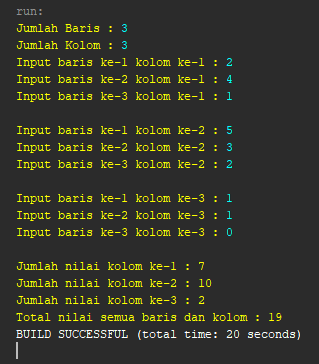 run:
Jumlah Baris : 3
Jumlah Kolom : 3
Input baris ke-1 kolom ke-1 : 2
Input baris ke-2 kolom ke-1 : 4
Input baris ke-3 kolom ke-1 : 1
Input baris ke-1 kolom ke-2 : 5
Input baris ke-2 kolom ke-2 : 3
Input baris ke-3 kolom ke-2 : 2
Input baris ke-1 kolom ke-3 : 1
Input baris ke-2 kolom ke-3 : 1
Input baris ke-3 kolom ke-3 : 0
Jumlah nilai kolom ke-1 : 7
Jumlah nilai kolom ke-2 : 10
Jumlah nilai kolom ke-3 : 2
Total nilai semua baris dan kolom : 19
BUILD SUCCESSFUL (total time: 20 seconds)